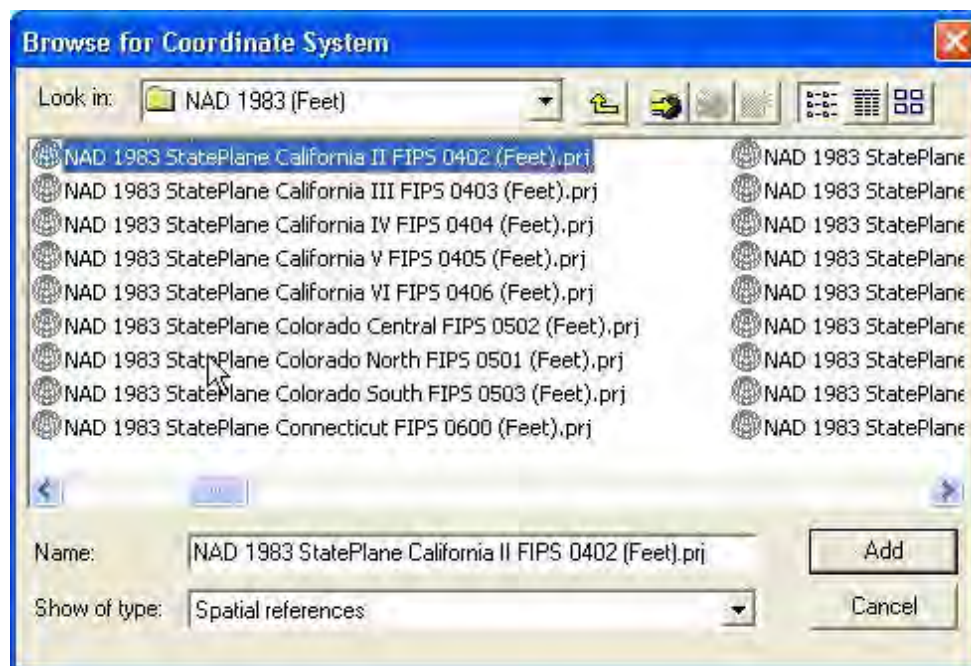 Browse for Coordinate System
Look in: NAD 1983 (Feet)
NAD 1983 StatePlane California II FIPS 0402 (Feet).prj
NAD 1983 StatePlane California III FIPS 0403 (Feet).prj
NAD 1983 StatePlane California IV FIPS 0404 (Feet).prj
NAD 1983 StatePlane California V FIPS 0405 (Feet).prj
NAD 1983 StatePlane California VI FIPS 0406 (Feet).prj
NAD 1983 StatePlane Colorado Central FIPS 0502 (Feet).prj
NAD 1983 StatePlane Colorado North FIPS 0501 (Feet).prj
NAD 1983 StatePlane Colorado South FIPS 0503 (Feet).prj
NAD 1983 StatePlane Connecticut FIPS 0600 (Feet).prj
NAD 1983 StatePlane
NAD 1983 StatePlane
NAD 1983 StatePlane
NAD 1983 StatePlane
NAD 1983 StatePlane
NAD 1983 StatePlane
NAD 1983 StatePlane
NAD 1983 StatePlane
NAD 1983 StatePlane
Name: NAD 1983 StatePlane California II FIPS 0402 (Feet).prj Add
Show of type: Spatial references Cancel